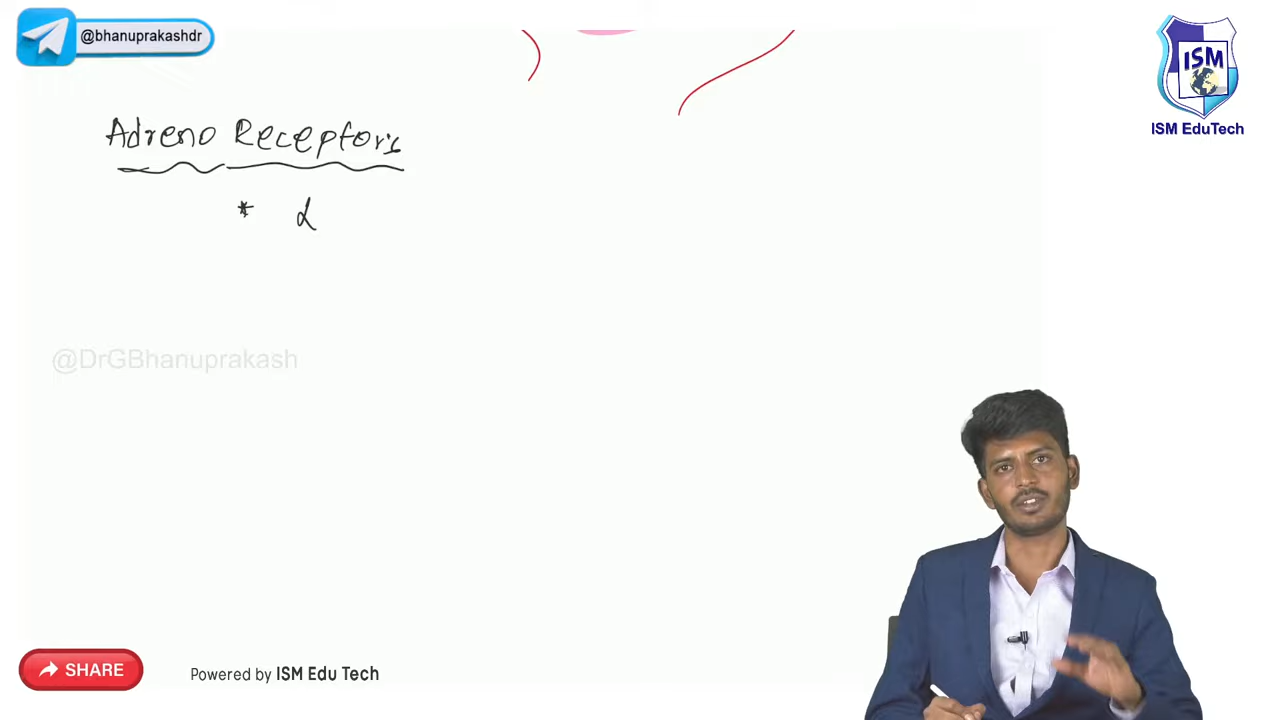 @bhanuprakashdr
ISM
ISM EduTech
Adreno Receptors
* α
@DrGBhanuprakash
SHARE
Powered by ISM Edu Tech